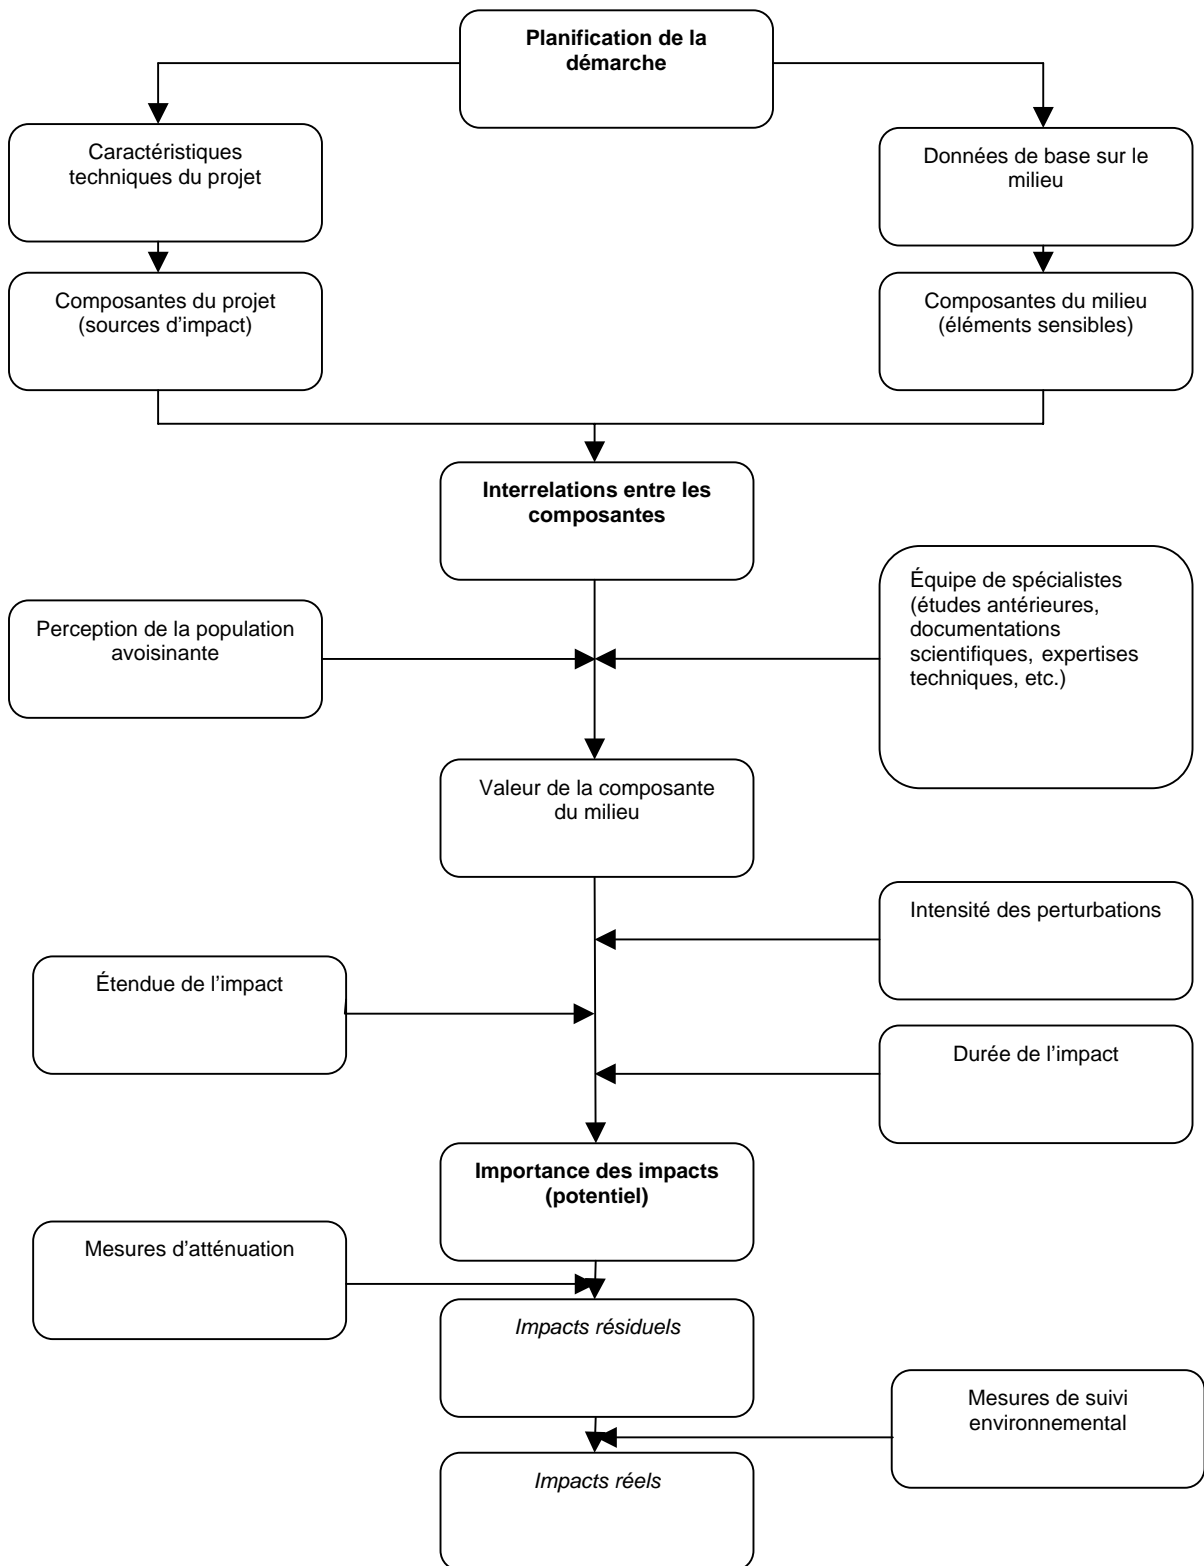 Planification de la
démarche
Caractéristiques
techniques du projet
Données de base sur le
milieu
Composantes du projet
(sources d’impact)
Composantes du milieu
(éléments sensibles)
Interrelations entre les
composantes
Perception de la population
avoisinante
Équipe de spécialistes
(études antérieures,
documentations
scientifiques, expertises
techniques, etc.)
Valeur de la composante
du milieu
Intensité des perturbations
Étendue de l’impact
Durée de l’impact
Importance des impacts
(potentiel)
Mesures d’atténuation
Impacts résiduels
Mesures de suivi
environnemental
Impacts réels